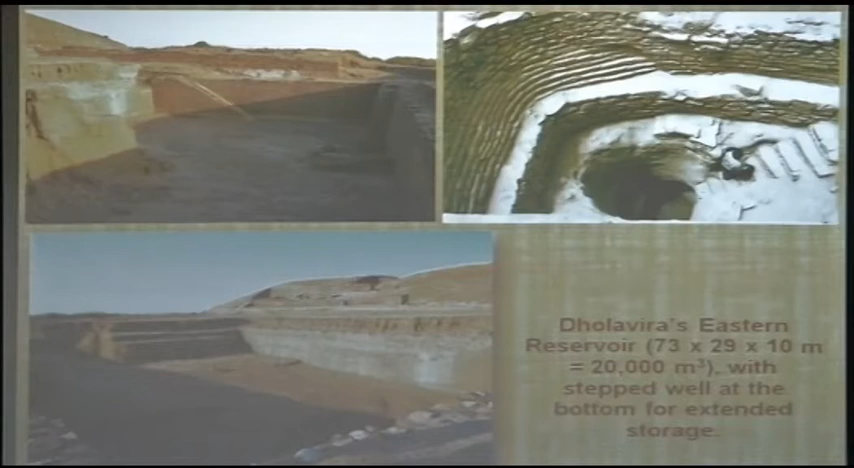 Dholavira's Eastern
Reservoir (73 x 29 x 10 m
= 20,000 m³), with
stepped well at the
bottom for extended
storage.